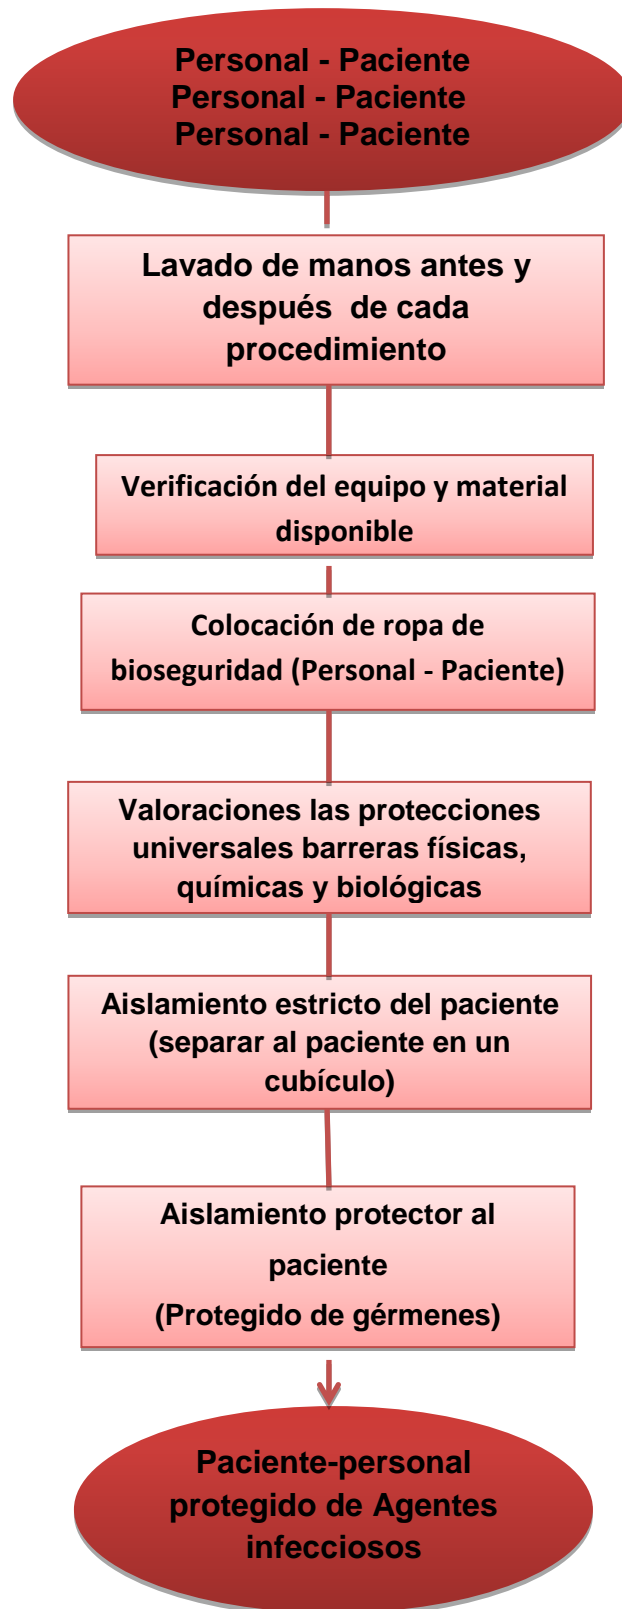 Personal - Paciente
Personal - Paciente
Personal - Paciente
Lavado de manos antes y
después de cada
procedimiento
Verificación del equipo y material
disponible
Colocación de ropa de
bioseguridad (Personal - Paciente)
Valoraciones las protecciones
universales barreras físicas,
químicas y biológicas
Aislamiento estricto del paciente
(separar al paciente en un
cubículo)
Aislamiento protector al
paciente
(Protegido de gérmenes)
Paciente-personal
protegido de Agentes
infecciosos